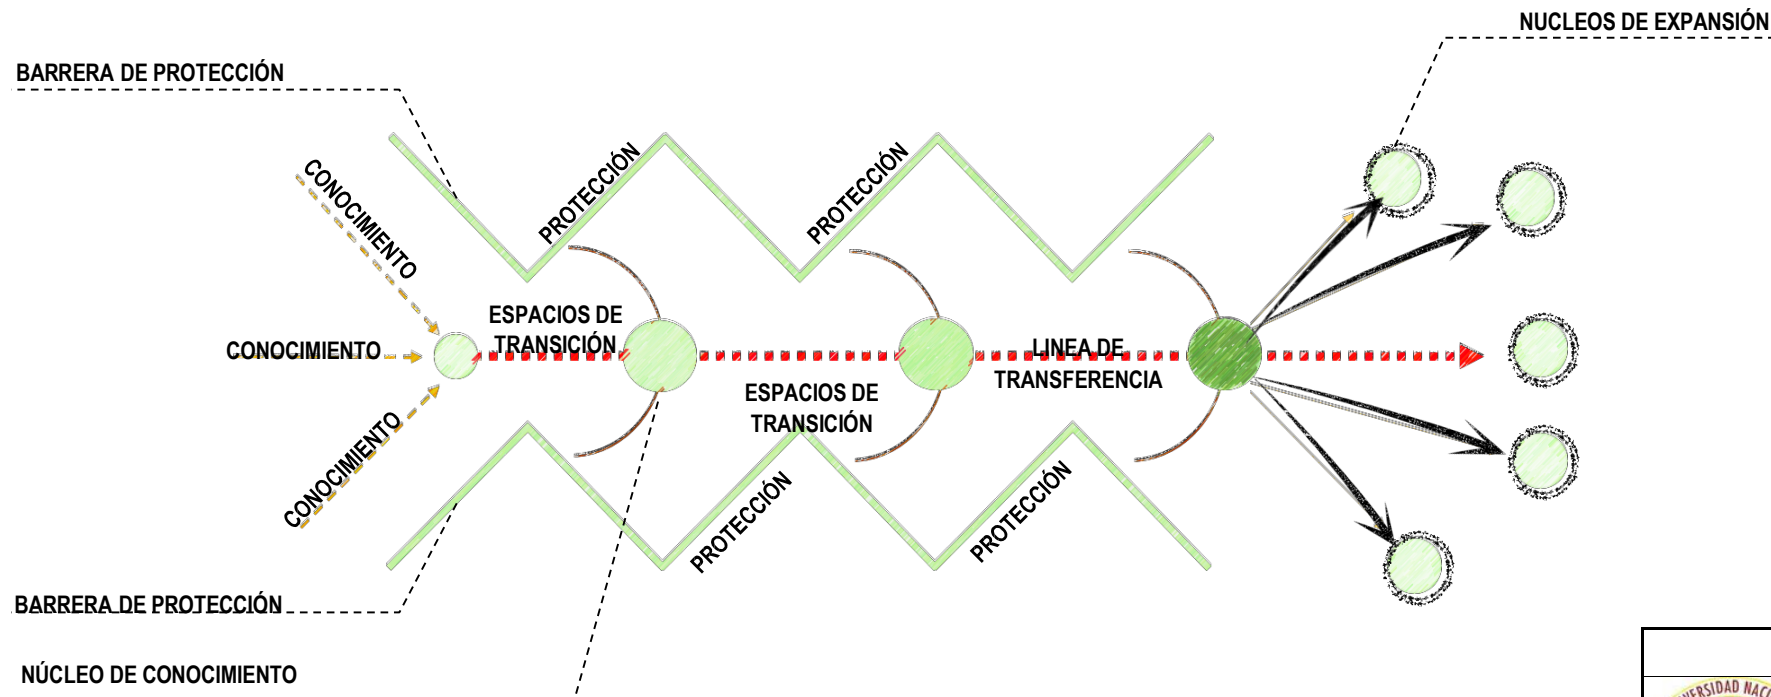 NUCLEOS DE EXPANSIÓN
BARRERA DE PROTECCIÓN
PROTECCIÓN
PROTECCIÓN
CONOCIMIENTO
CONOCIMIENTO
CONOCIMIENTO
ESPACIOS DE
TRANSICIÓN
LINEA DE
TRANSFERENCIA
ESPACIOS DE
TRANSICIÓN
PROTECCIÓN
PROTECCIÓN
BARRERA DE PROTECCIÓN
NÚCLEO DE CONOCIMIENTO